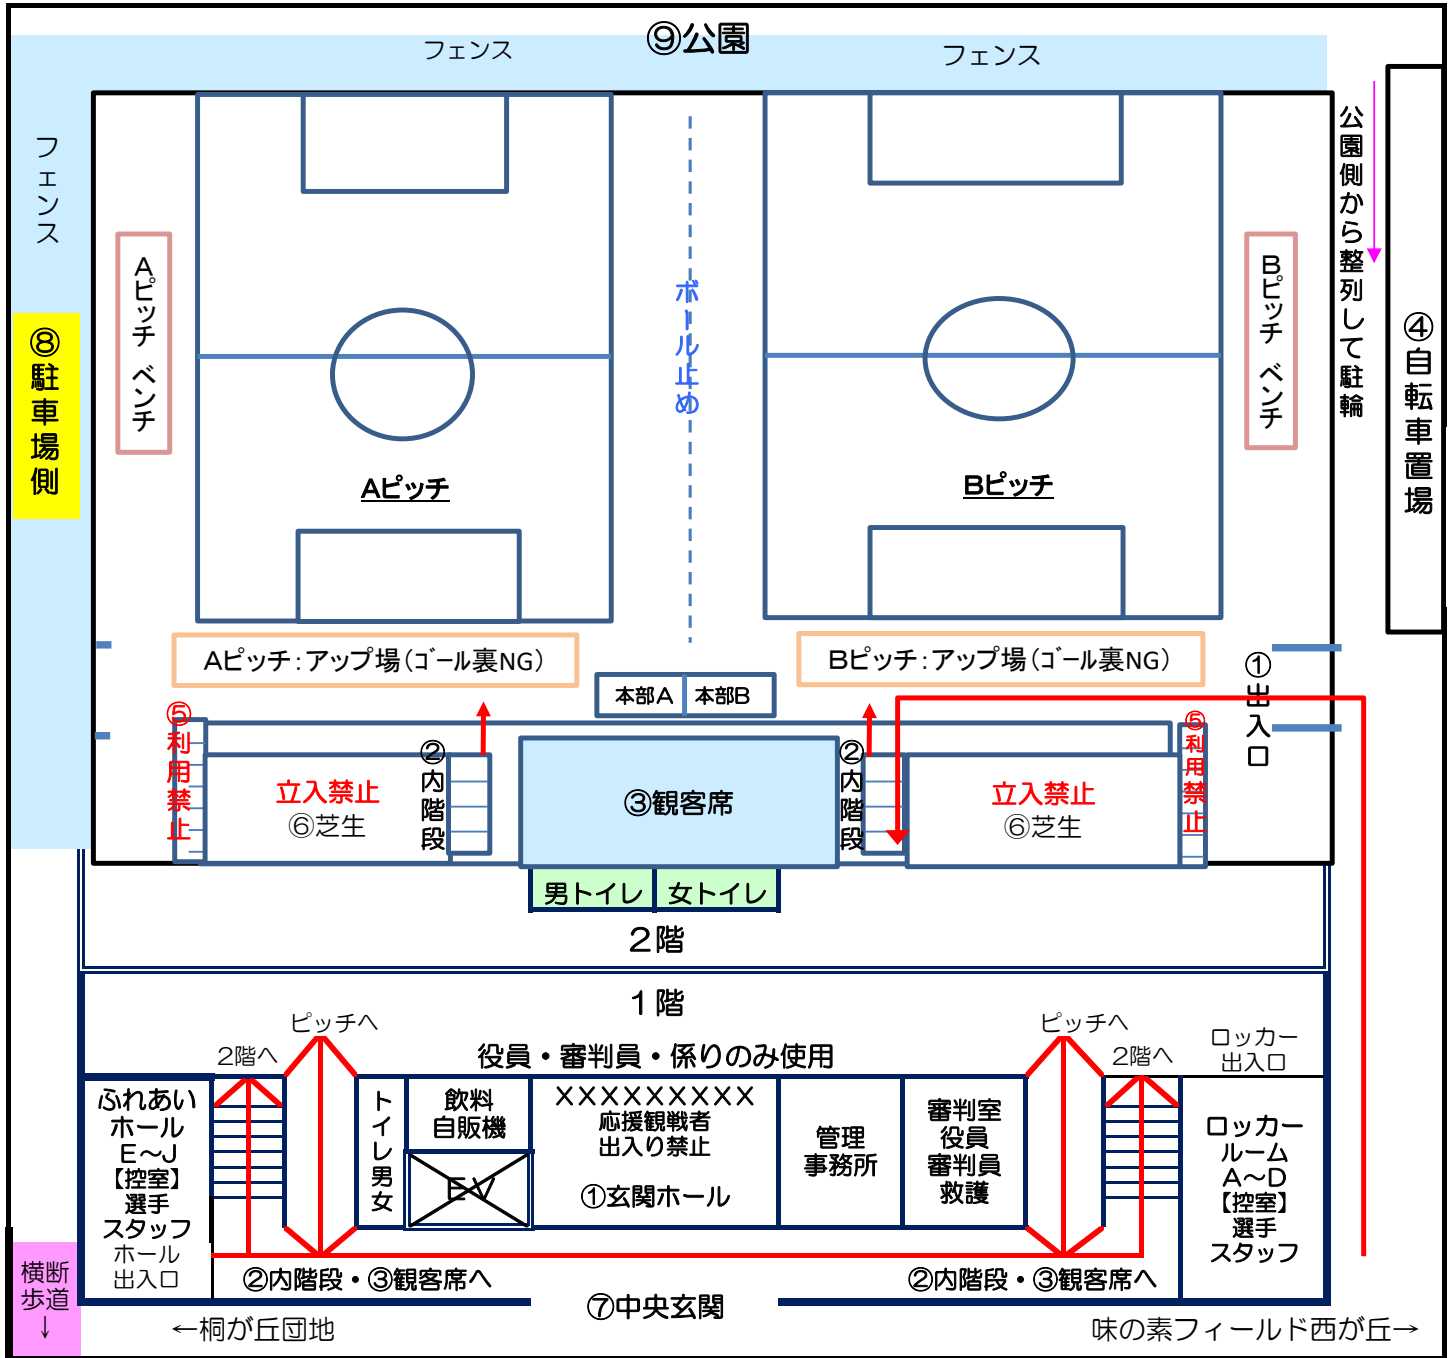 ⑨公園
フェンス
フェンス
フェンス
公園側から整列して駐輪
④自転車置場
⑧駐車場側
Aピッチ ベンチ
Bピッチ ベンチ
ボール止め
Aピッチ
Bピッチ
Aピッチ：アップ場（ｺﾞｰﾙ裏NG）
Bピッチ：アップ場（ｺﾞｰﾙ裏NG）
本部A
本部B
①出入口
⑤利用禁止
⑤利用禁止
②内階段
②内階段
立入禁止
⑥芝生
③観客席
立入禁止
⑥芝生
男トイレ
女トイレ
２階
１階
ピッチへ
ピッチへ
2階へ
2階へ
役員・審判員・係りのみ使用
ロッカー
出入口
ふれあい
ホール
E～J
【控室】
選手
スタッフ
ホール
出入口
トイレ男女
飲料
自販機
EV
XXXXXXXXX
応援観戦者
出入り禁止
①玄関ホール
管理
事務所
審判室
役員
審判員
救護
ロッカー
ルーム
A～D
【控室】
選手
スタッフ
②内階段・③観客席へ
②内階段・③観客席へ
⑦中央玄関
横断
歩道
↓
←桐が丘団地
味の素フィールド西が丘→